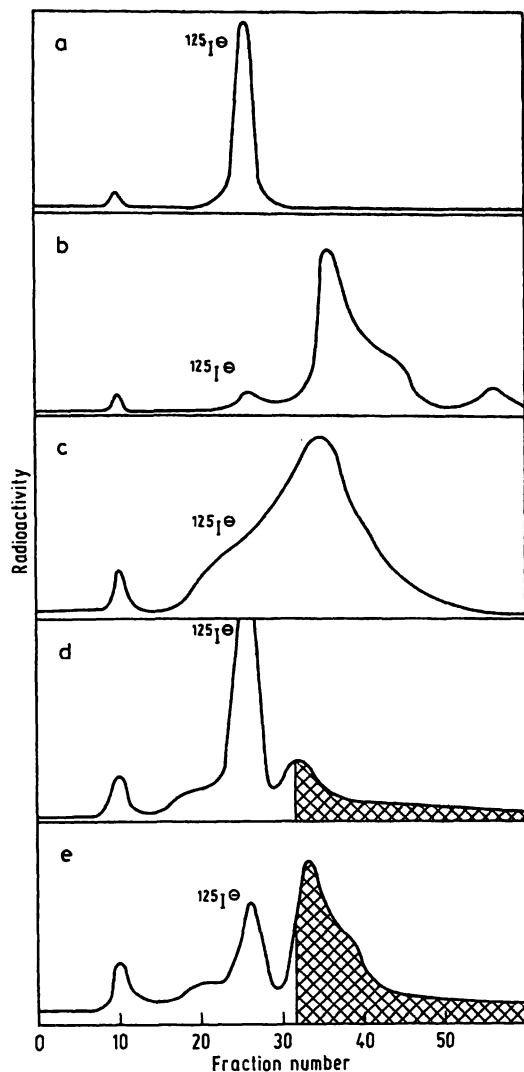 a
¹²⁵I⊖
b
¹²⁵I⊖
c
¹²⁵I⊖
d
¹²⁵I⊖
e
¹²⁵I⊖
Radioactivity
0 10 20 30 40 50
Fraction number